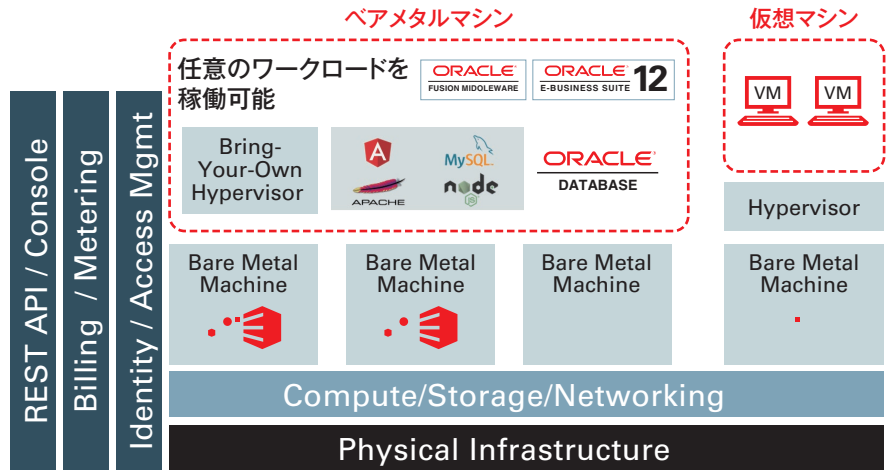 ベアメタルマシン
仮想マシン
任意のワークロードを
稼働可能
ORACLE
FUSION MIDDLEWARE
ORACLE
E-BUSINESS SUITE 12
VM
VM
Bring-
Your-Own
Hypervisor
A
MySQL
APACHE
node
JS
ORACLE
DATABASE
Hypervisor
Bare Metal
Machine
Bare Metal
Machine
Bare Metal
Machine
Bare Metal
Machine
REST API / Console
Billing / Metering
Identity / Access Mgmt
Compute/Storage/Networking
Physical Infrastructure